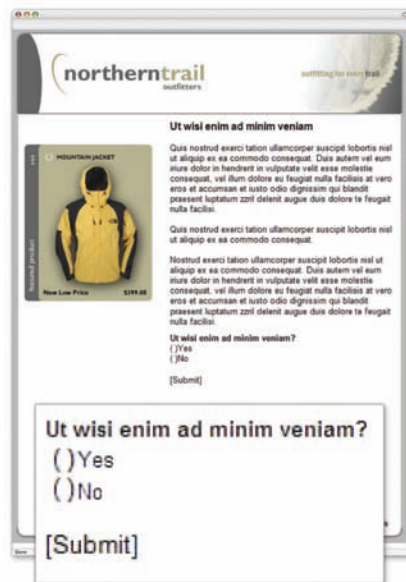 northerntrail
outfitters
outfitting for every trail
Ut wisi enim ad minim veniam
MOUNTAIN JACKET
featured product
New Low Price $199.00
Quis nostrud exerci tation ullamcorper suscipit lobortis nisl
ut aliquip ex ea commodo consequat. Duis autem vel eum
iriure dolor in hendrerit in vulputate velit esse molestie
consequat, vel illum dolore eu feugiat nulla facilisis at vero
eros et accumsan et iusto odio dignissim qui blandit
praesent luptatum zzril delenit augue duis dolore te feugait
nulla facilisi.
Quis nostrud exerci tation ullamcorper suscipit lobortis nisl
ut aliquip ex ea commodo consequat.
Nostrud exerci tation ullamcorper suscipit lobortis nisl ut
aliquip ex ea commodo consequat. Duis autem vel eum
iriure dolor in hendrerit in vulputate velit esse molestie
consequat, vel illum dolore eu feugiat nulla facilisis at vero
eros et accumsan et iusto odio dignissim qui blandit
praesent luptatum zzril delenit augue duis dolore te feugait
nulla facilisi.
Ut wisi enim ad minim veniam?
( )Yes
( )No
[Submit]
Ut wisi enim ad minim veniam?
( )Yes
( )No
[Submit]
Done